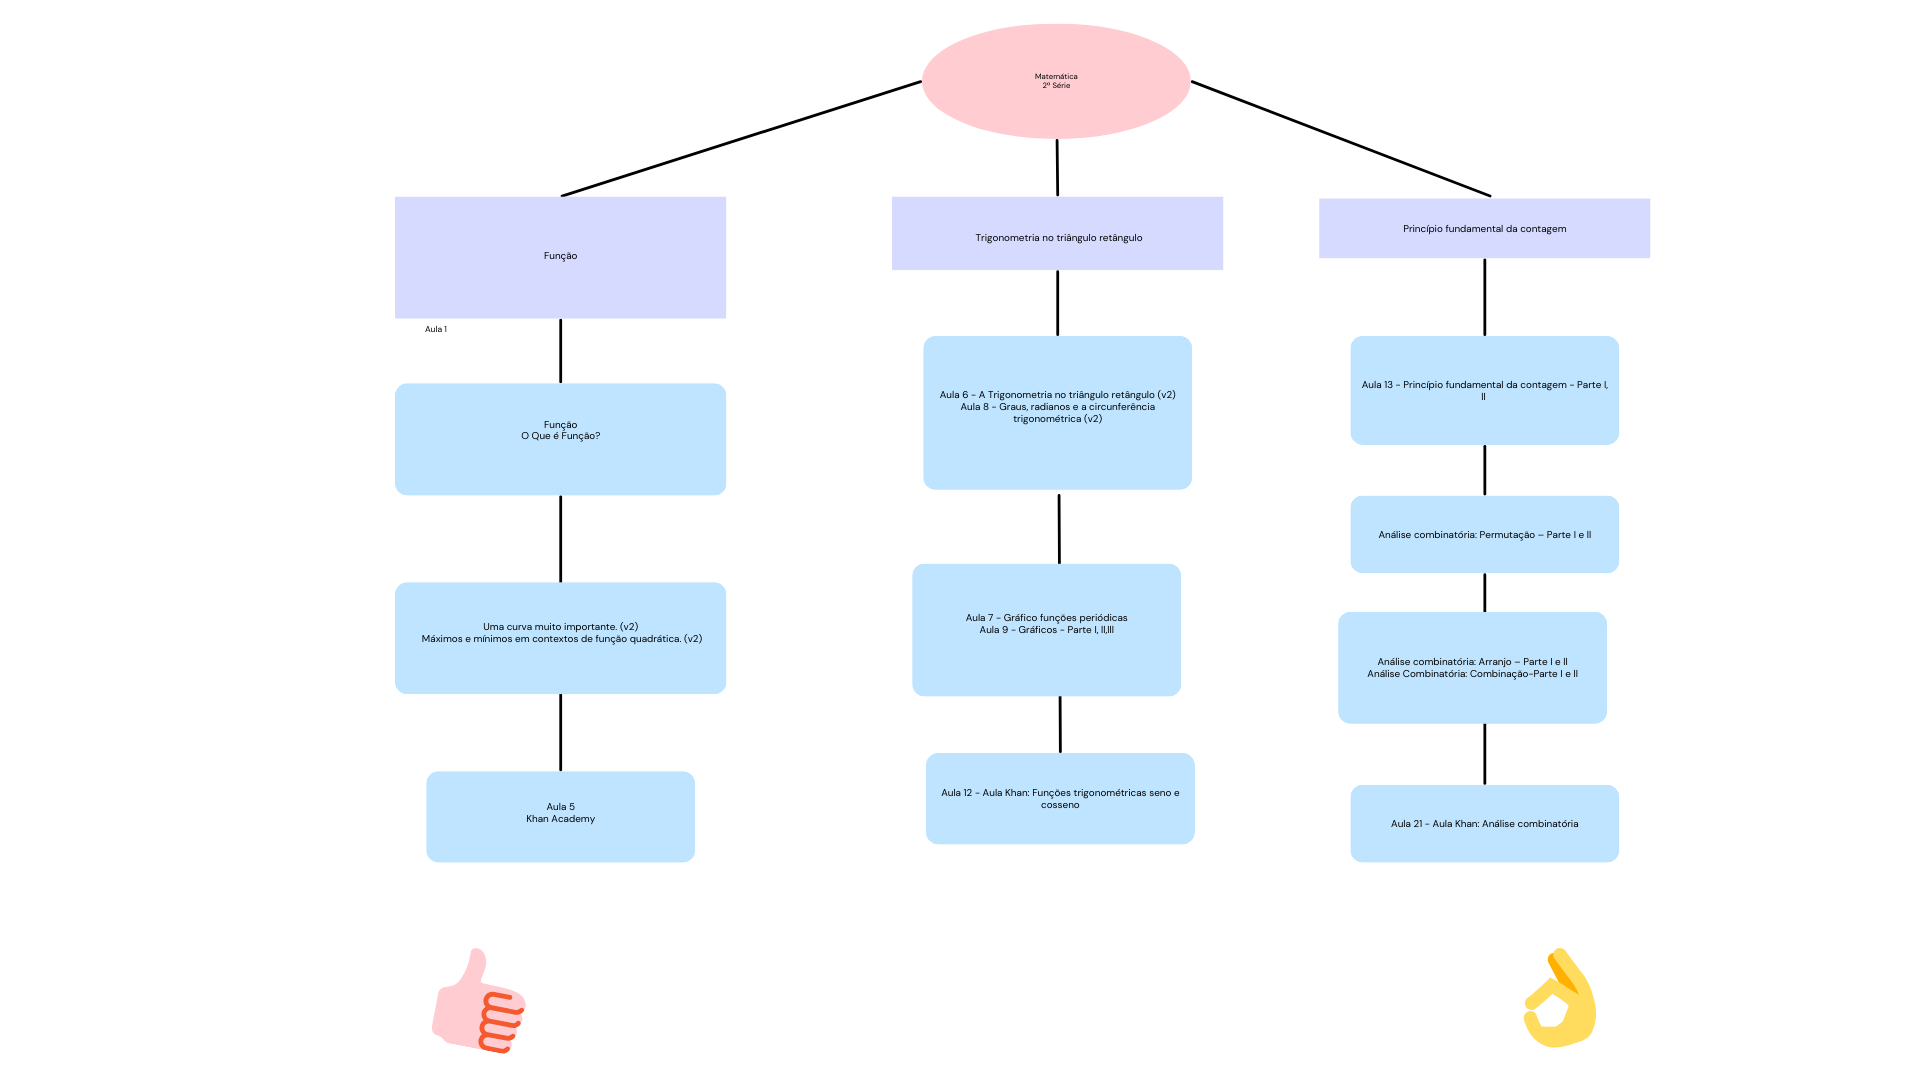 Matemática
2º Série
Função
Aula 1
Função
O Que é Função?
Uma curva muito importante. (v2)
Máximos e mínimos em contextos de função quadrática. (v2)
Aula 5
Khan Academy
Trigonometria no triângulo retângulo
Aula 6 - A Trigonometria no triângulo retângulo (v2)
Aula 8 - Graus, radianos e a circunferência
trigonométrica (v2)
Aula 7 - Gráfico funções periódicas
Aula 9 - Gráficos - Parte I, II,III
Aula 12 - Aula Khan: Funções trigonométricas seno e
cosseno
Princípio fundamental da contagem
Aula 13 - Princípio fundamental da contagem - Parte I,
II
Análise combinatória: Permutação – Parte I e II
Análise combinatória: Arranjo – Parte I e II
Análise Combinatória: Combinação-Parte I e II
Aula 21 - Aula Khan: Análise combinatória